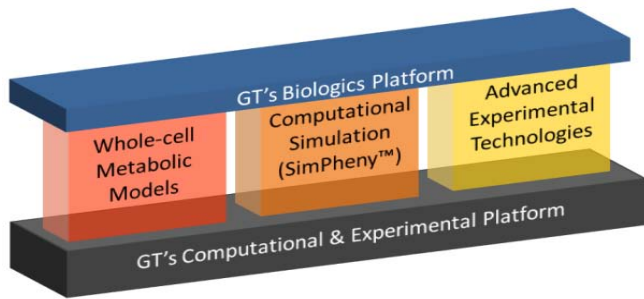 GT’s Biologics Platform
Whole-cell
Metabolic
Models
Computational
Simulation
(SimPheny™)
Advanced
Experimental
Technologies
GT’s Computational & Experimental Platform